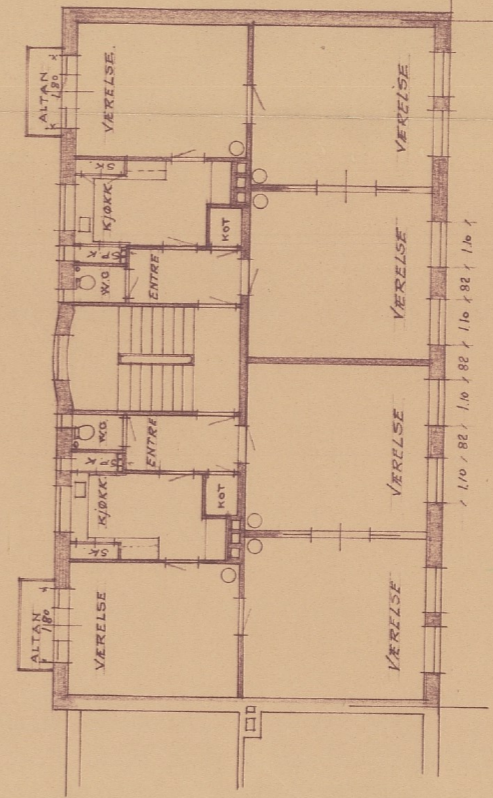 ALTAN
1.80
VÆRELSE.
VÆRELSE
KJØKK.
KOT
W.C.
ENTRE
VÆRELSE
W.C.
ENTRE
VÆRELSE
KJØKK.
KOT
ALTAN
1.80
VÆRELSE
VÆRELSE
1.10 82 1.10 82 1.10 82 1.10